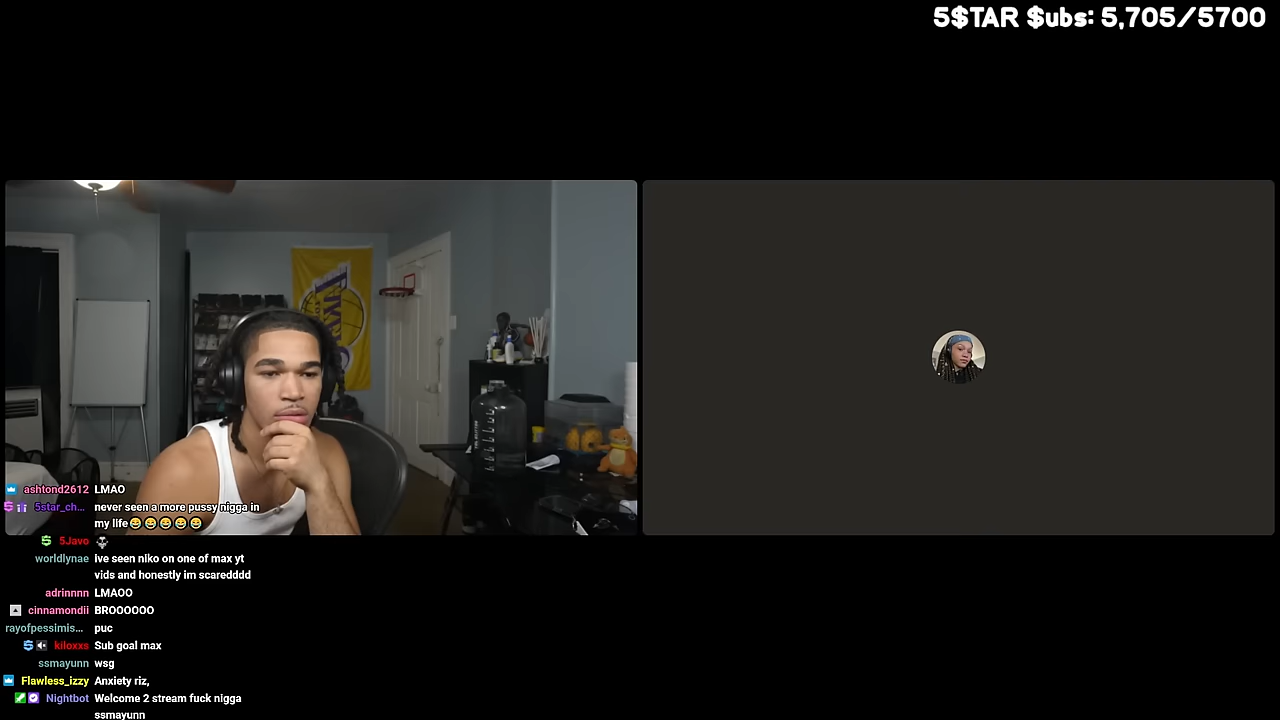 5$TAR $ubs: 5,705/5700
ashtond2612 LMAO
5star_ch... never seen a more pussy nigga in
my life😂😂😂😂😂
5Javo
worldlynae ive seen niko on one of max yt
vids and honestly im scaredddd
adrinnnn LMAOO
cinnamondii BROOOOOO
rayofpessimis... puc
kiloxxs Sub goal max
ssmayunn wsg
Flawless_izzy Anxiety riz,
Nightbot Welcome 2 stream fuck nigga
ssmayunn